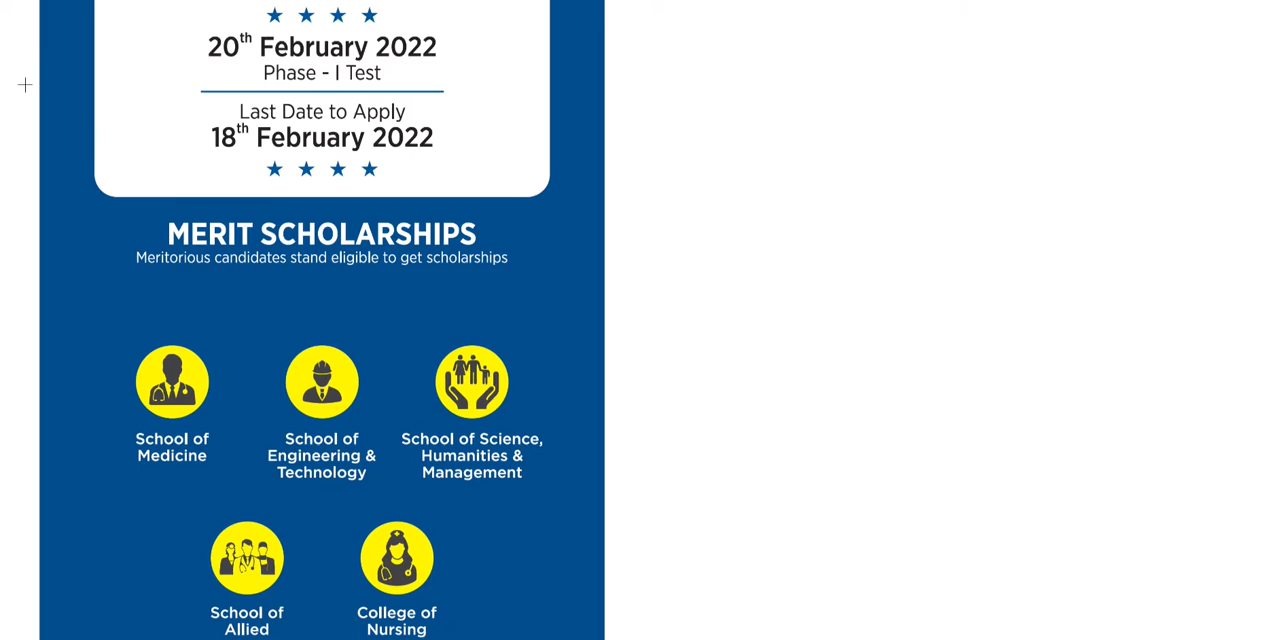 20th February 2022
Phase - I Test
Last Date to Apply
18th February 2022
MERIT SCHOLARSHIPS
Meritorious candidates stand eligible to get scholarships
School of
Medicine
School of
Engineering &
Technology
School of Science,
Humanities &
Management
School of
Allied
College of
Nursing